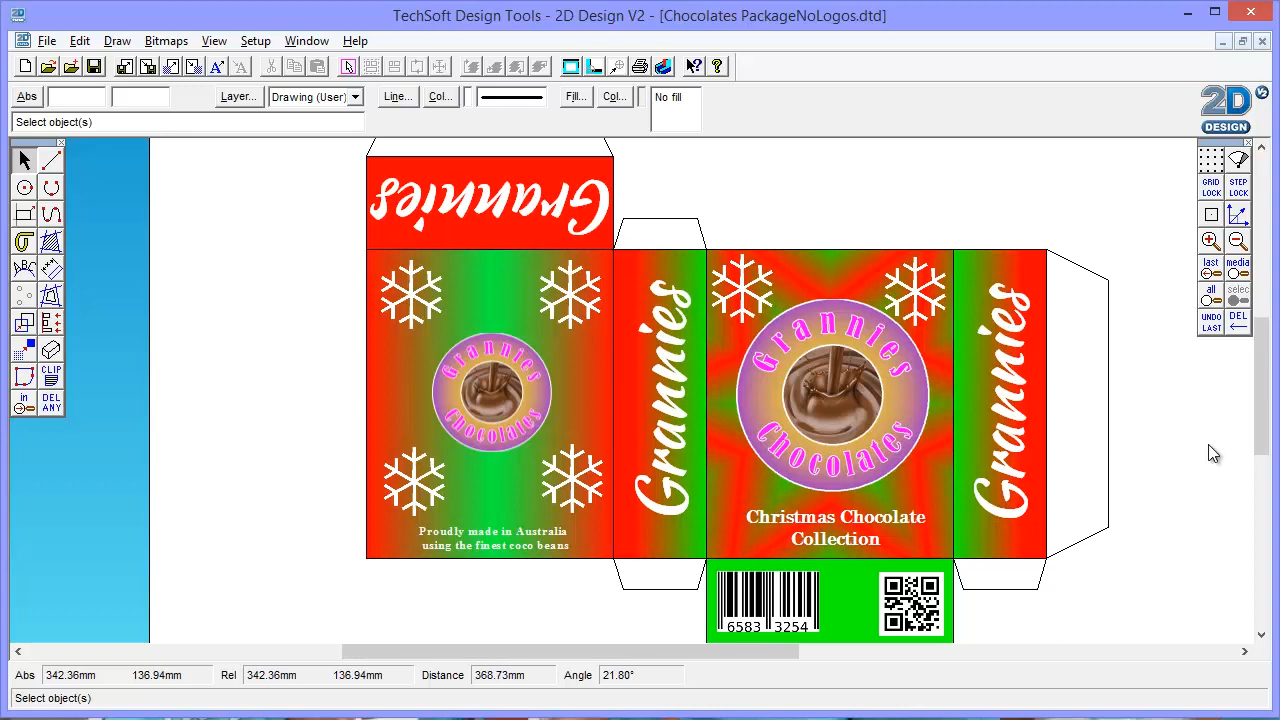 TechSoft Design Tools - 2D Design V2 - [Chocolates PackageNoLogos.dtd]
File Edit Draw Bitmaps View Setup Window Help
Abs Layer... Drawing (User) Line... Col... Fill... Col... No fill
Select object(s)
2D V2
DESIGN
GRID LOCK STEP LOCK
last media
all selec
UNDO LAST DEL
ABC
CLIP
in DEL ANY
Grannies
Grannies
Chocolates
Proudly made in Australia
using the finest coco beans
Grannies
Grannies
Chocolates
Christmas Chocolate
Collection
Grannies
6583 3254
Abs 342.36mm 136.94mm Rel 342.36mm 136.94mm Distance 368.73mm Angle 21.80°
Select object(s)